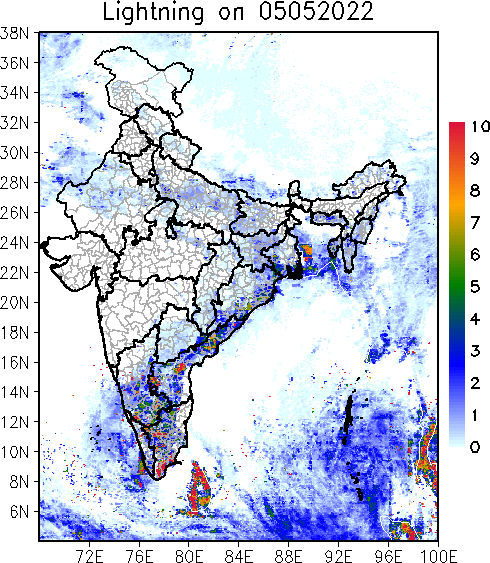 Lightning on 05052022
38N
36N
34N
32N
30N
28N
26N
24N
22N
20N
18N
16N
14N
12N
10N
8N
6N
10
9
8
7
6
5
4
3
2
1
0
72E 76E 80E 84E 88E 92E 96E 100E